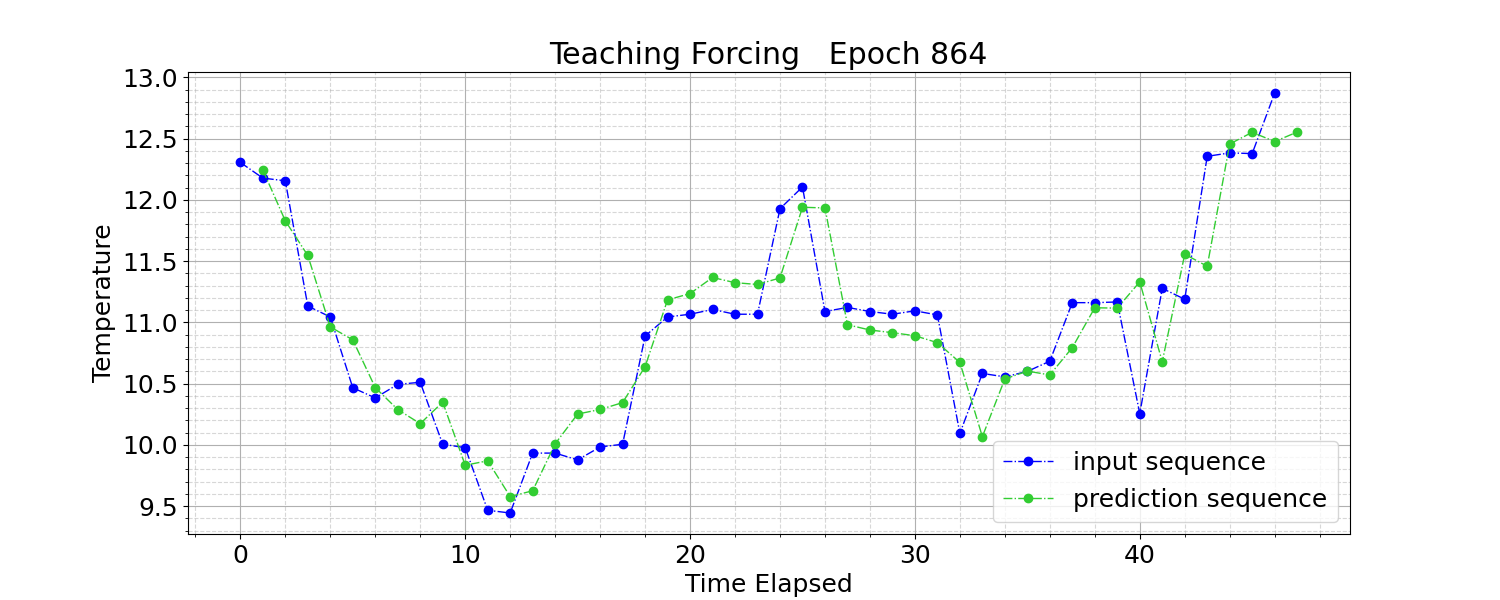 Teaching Forcing   Epoch 864
13.0
12.5
12.0
11.5
11.0
10.5
10.0
9.5
Temperature
0 10 20 30 40
Time Elapsed
input sequence
prediction sequence